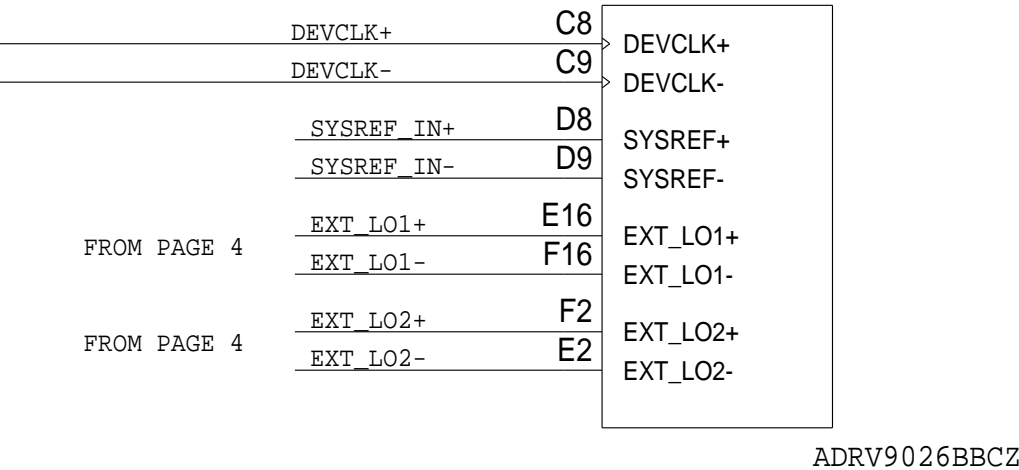 DEVCLK+ C8 DEVCLK+
DEVCLK- C9 DEVCLK-
SYSREF_IN+ D8 SYSREF+
SYSREF_IN- D9 SYSREF-
EXT_LO1+ E16 EXT_LO1+
FROM PAGE 4
EXT_LO1- F16 EXT_LO1-
EXT_LO2+ F2 EXT_LO2+
FROM PAGE 4
EXT_LO2- E2 EXT_LO2-
ADRV9026BBCZ